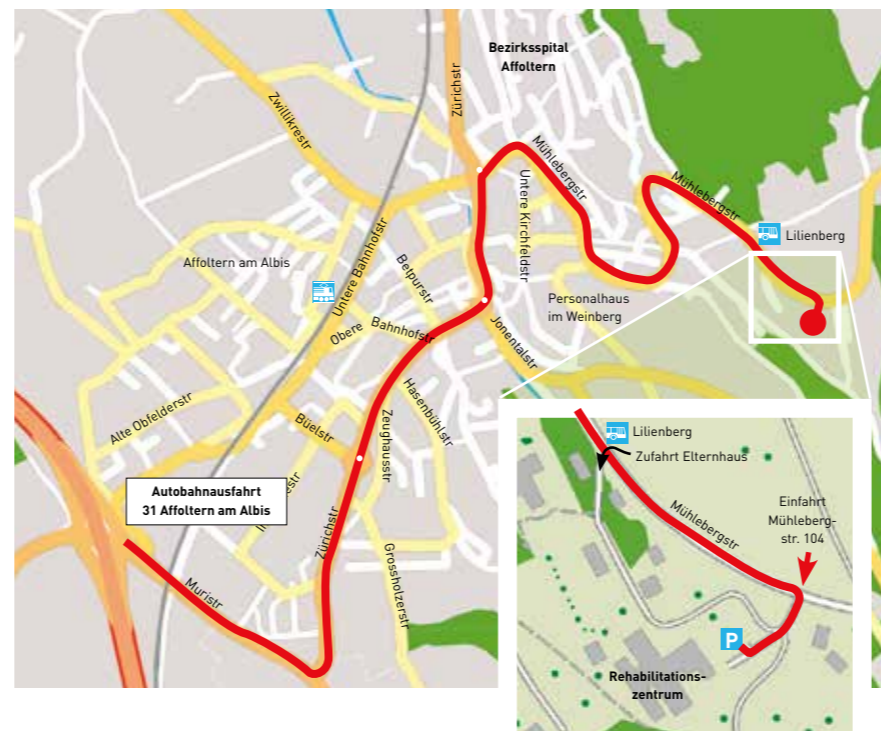 Bezirksspital
Affoltern
Zürichstr
Zwillikrestr
Mühlebergstr
Untere Kirchfeldstr
Mühlebergstr
Lilienberg
Affoltern am Albis
Untere Bahnhofstr
Betpurstr
Personalhaus
im Weinberg
Obere Bahnhofstr
Jonentalstr
Hasenbühlstr
Alte Obfelderstr
Büelstr
Zeughausstr
Autobahnausfahrt
31 Affoltern am Albis
Zürichstr
Grossholzerstr
Muristr
Lilienberg
Zufahrt Elternhaus
Mühlebergstr
Einfahrt
Mühleberg-
str. 104
P
Rehabilitations-
zentrum